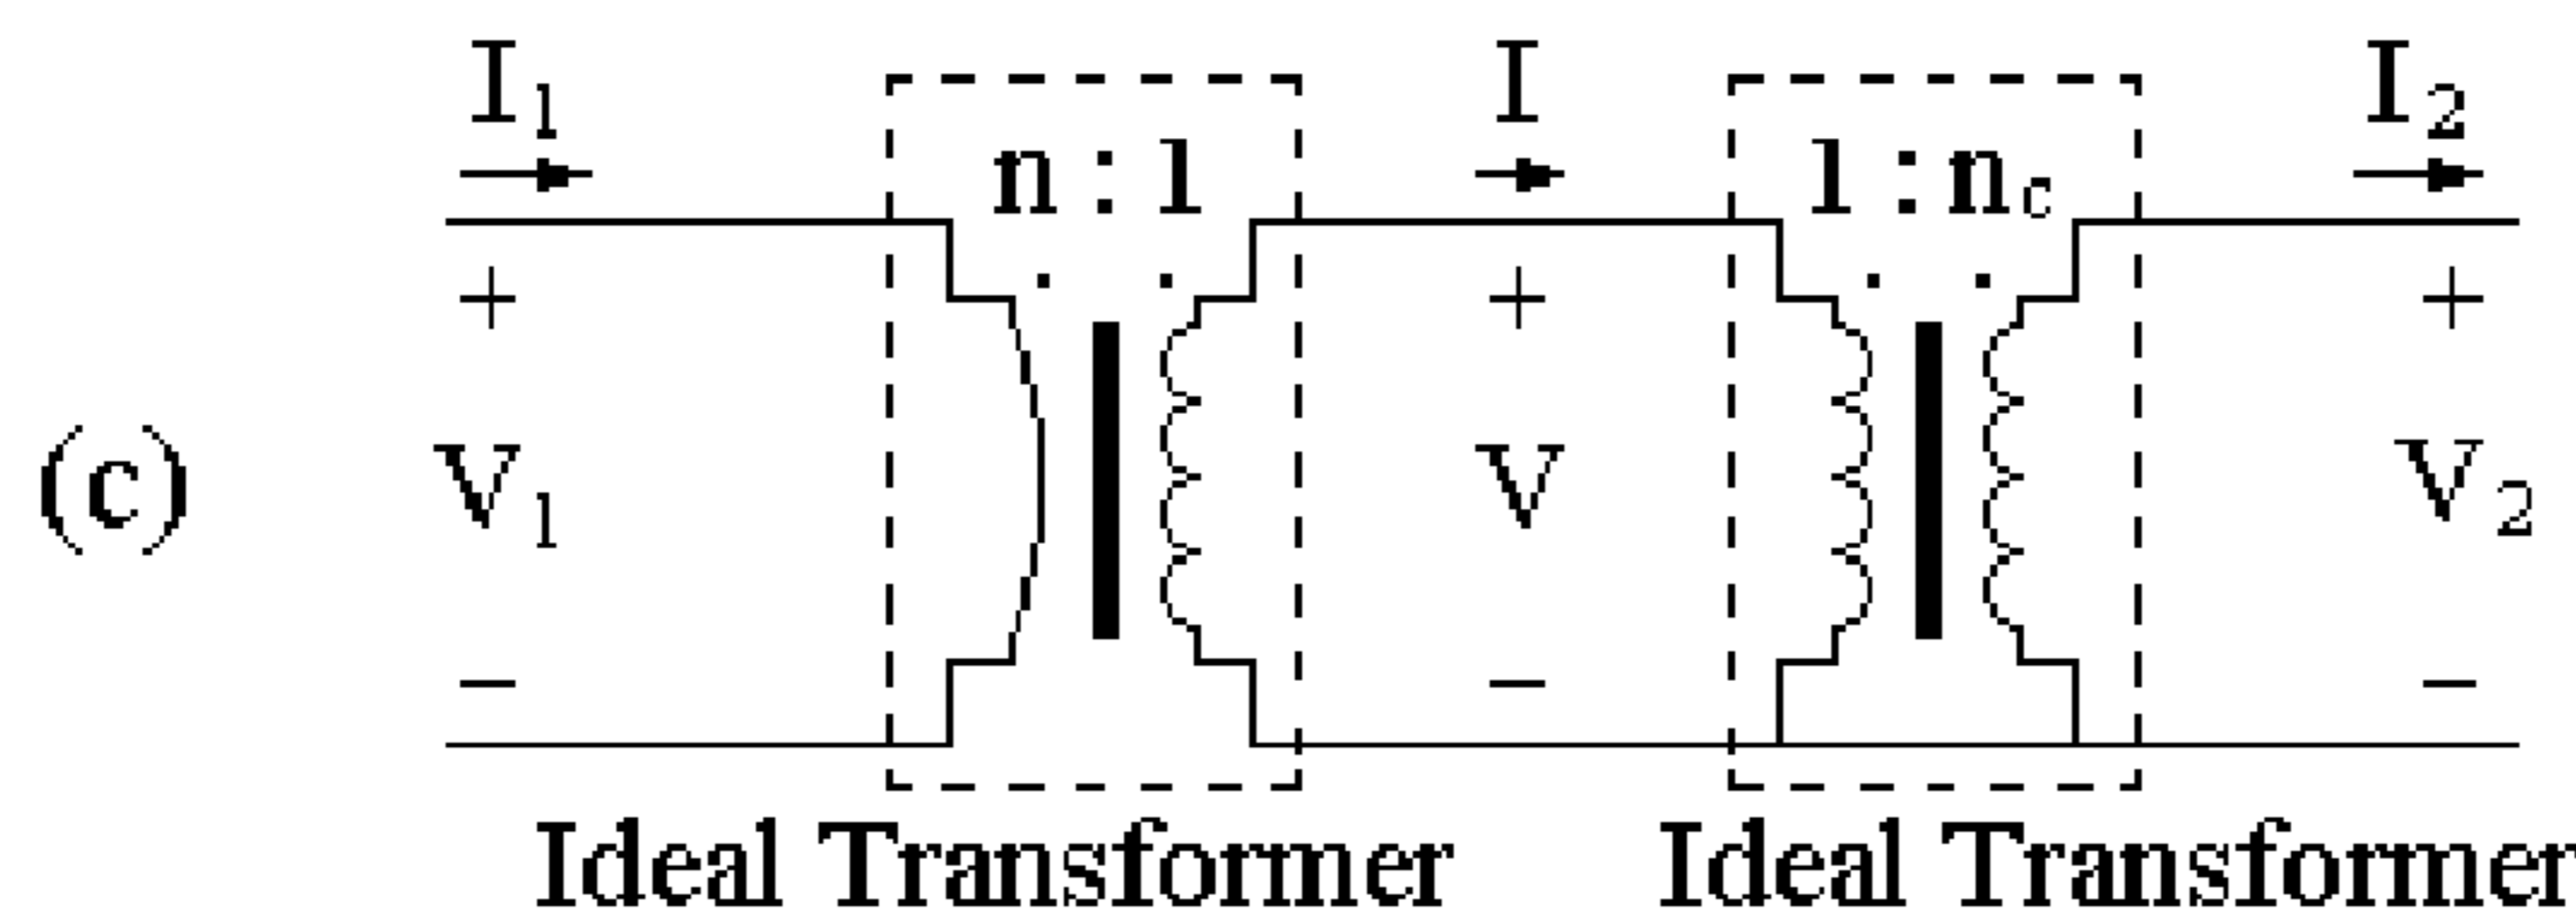 I1 I I2
n : 1 1 : nc
+ + +
(c) V1 V V2
− − −
Ideal Transformer Ideal Transformer